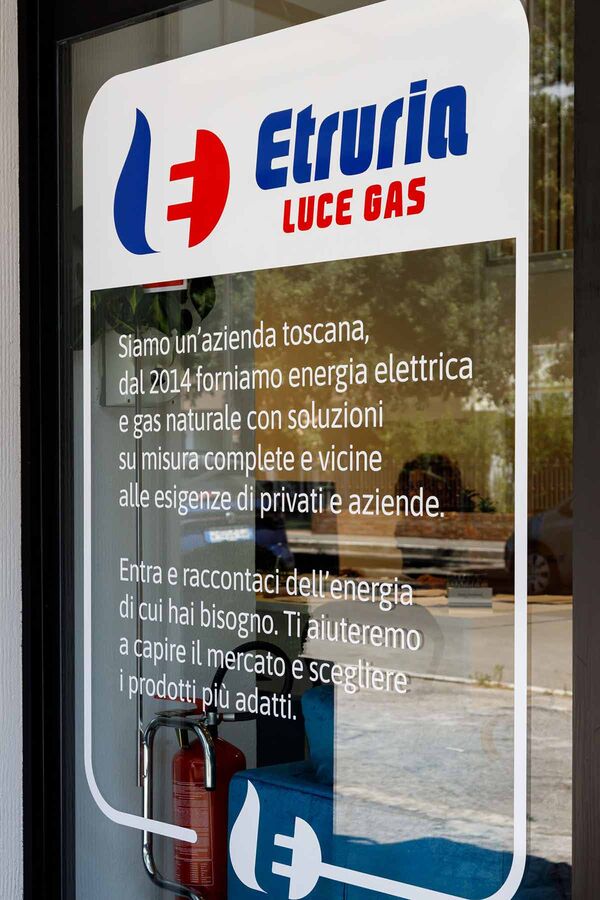 Etruria
LUCE GAS
Siamo un'azienda toscana,
dal 2014 forniamo energia elettrica
e gas naturale con soluzioni
su misura complete e vicine
alle esigenze di privati e aziende.
Entra e raccontaci dell'energia
di cui hai bisogno. Ti aiuteremo
a capire il mercato e scegliere
i prodotti più adatti.